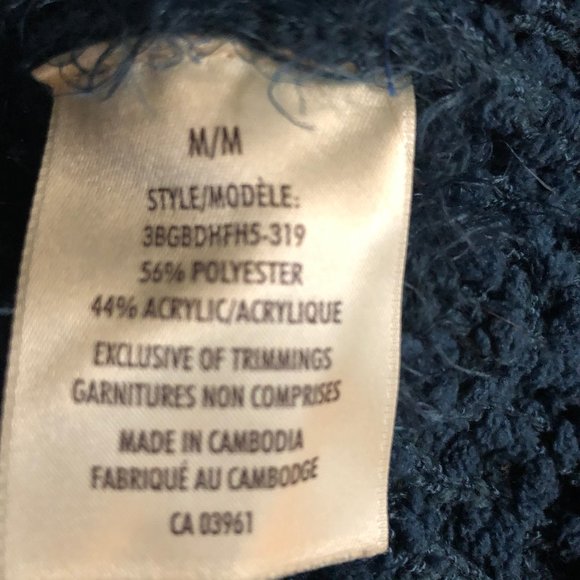 M/M
STYLE/MODÈLE:
3BGBDHFH5-319
56% POLYESTER
44% ACRYLIC/ACRYLIQUE
EXCLUSIVE OF TRIMMINGS
GARNITURES NON COMPRISES
MADE IN CAMBODIA
FABRIQUÉ AU CAMBODGE
CA 03961